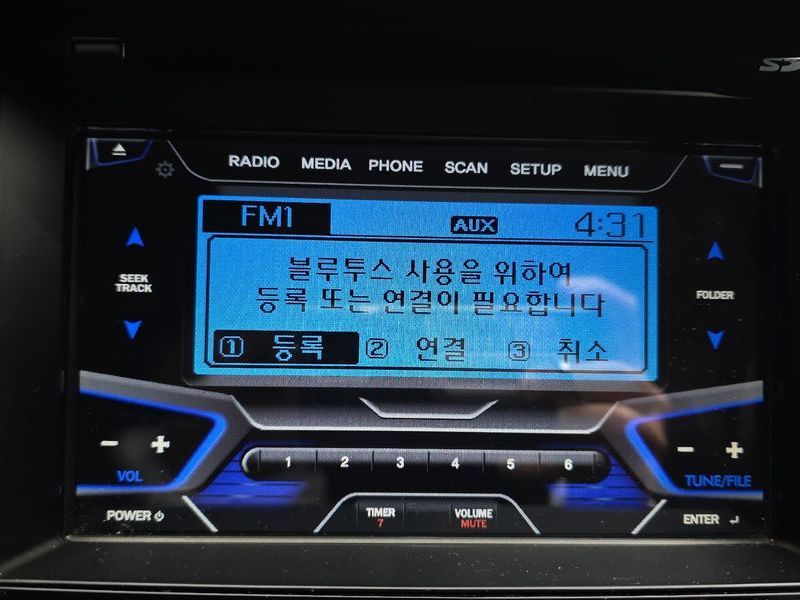 SD
RADIO MEDIA PHONE SCAN SETUP MENU
FM1 AUX 4:31
블루투스 사용을 위하여
등록 또는 연결이 필요합니다
① 등록 ② 연결 ③ 취소
SEEK
TRACK
FOLDER
- +
VOL
1 2 3 4 5 6
- +
TUNE/FILE
POWER
TIMER
7
VOLUME
MUTE
ENTER